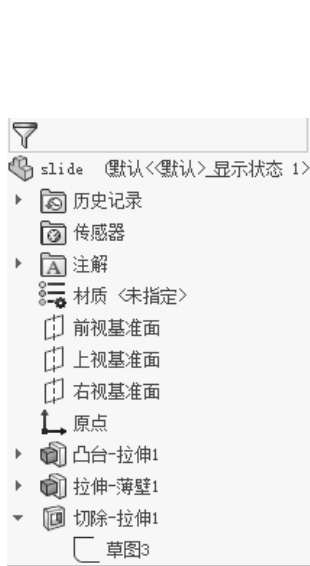 slide (默认<<默认>_显示状态 1>
历史记录
传感器
A 注解
材质 <未指定>
前视基准面
上视基准面
右视基准面
原点
凸台-拉伸1
拉伸-薄壁1
切除-拉伸1
草图3